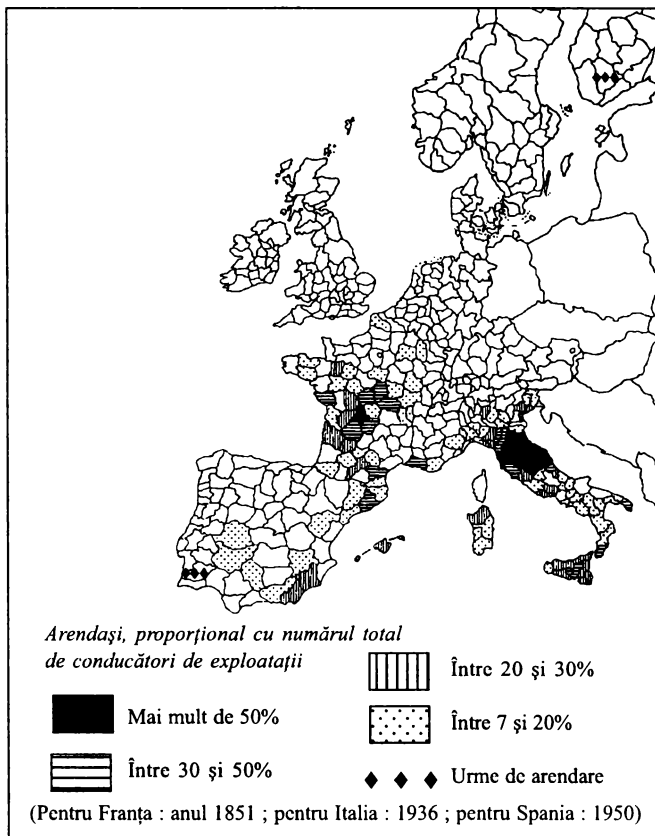 Arendaşi, proporţional cu numărul total
de conducători de exploataţii
Mai mult de 50%
Între 30 şi 50%
Între 20 şi 30%
Între 7 şi 20%
Urme de arendare
(Pentru Franţa : anul 1851 ; pentru Italia : 1936 ; pentru Spania : 1950)